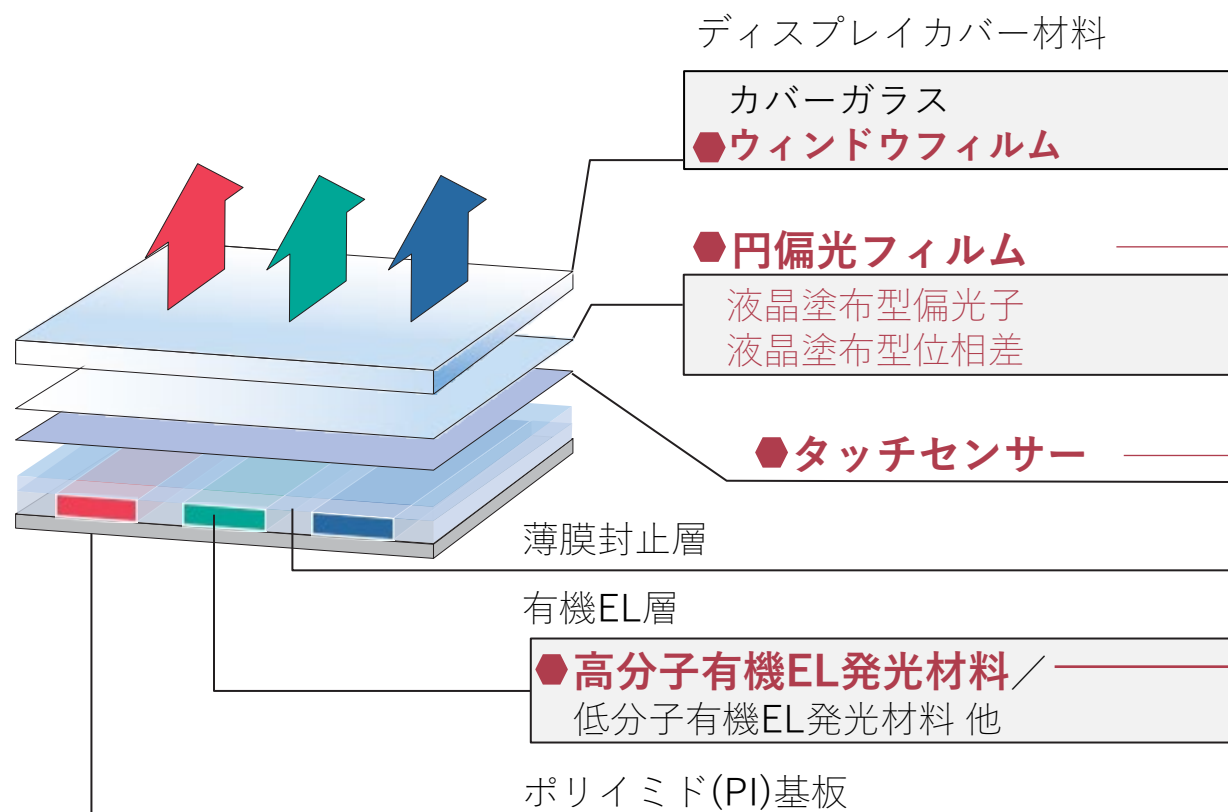 ディスプレイカバー材料
カバーガラス
●ウィンドウフィルム
●円偏光フィルム
液晶塗布型偏光子
液晶塗布型位相差
●タッチセンサー
薄膜封止層
有機EL層
●高分子有機EL発光材料／
低分子有機EL発光材料 他
ポリイミド(PI)基板